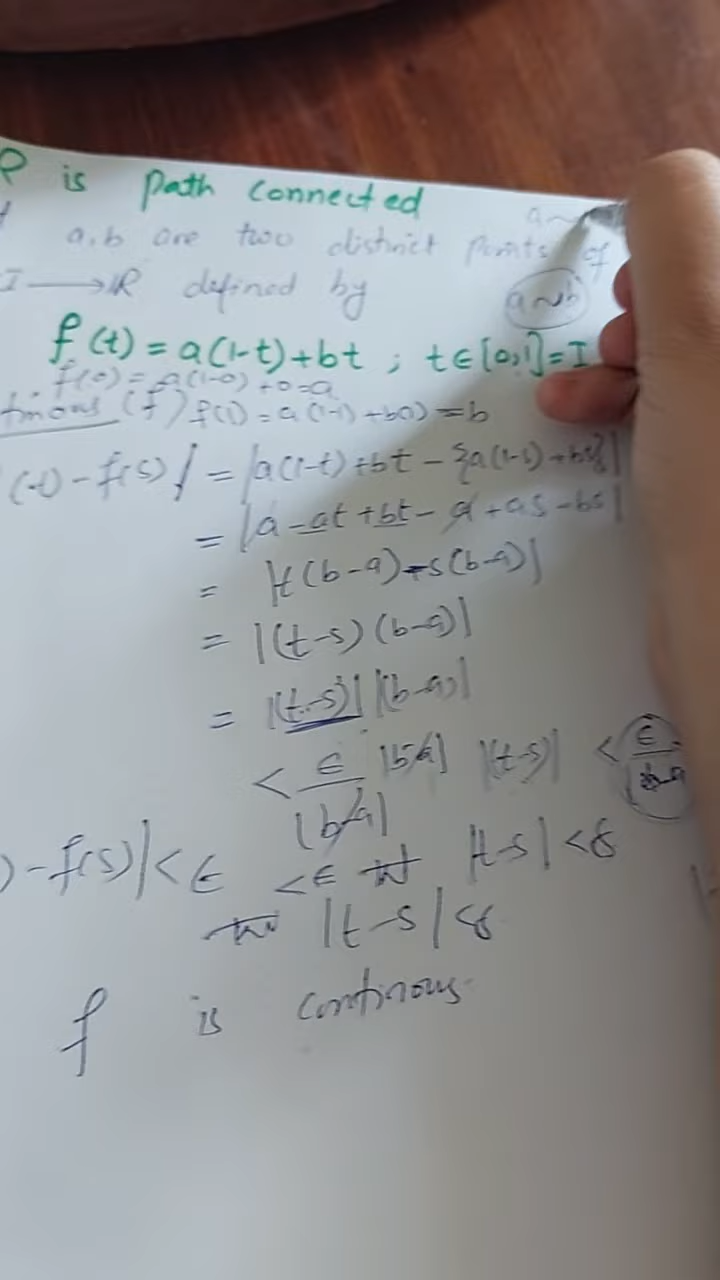 R is path connected
a, b are two distinct points of
I → R defined by a ~ b
f(t) = a(1-t) + bt ; t ∈ [0,1] = I
f(0) = a(1-0) + 0 = a
(f) f(1) = a(1-1) + b(1) = b
(t) - f(s)| = |a(1-t) + bt - {a(1-s) + bs}|
= |a - at + bt - a + as - bs|
= |t(b-a) - s(b-a)|
= |(t-s)(b-a)|
= |(t-s)| |(b-a)|
< ϵ/|b-a| |b-a| |(t-s)| < ϵ/|b-a|
) - f(s)| < ϵ < ϵ |t-s| < δ
|t-s| < δ
f is continous